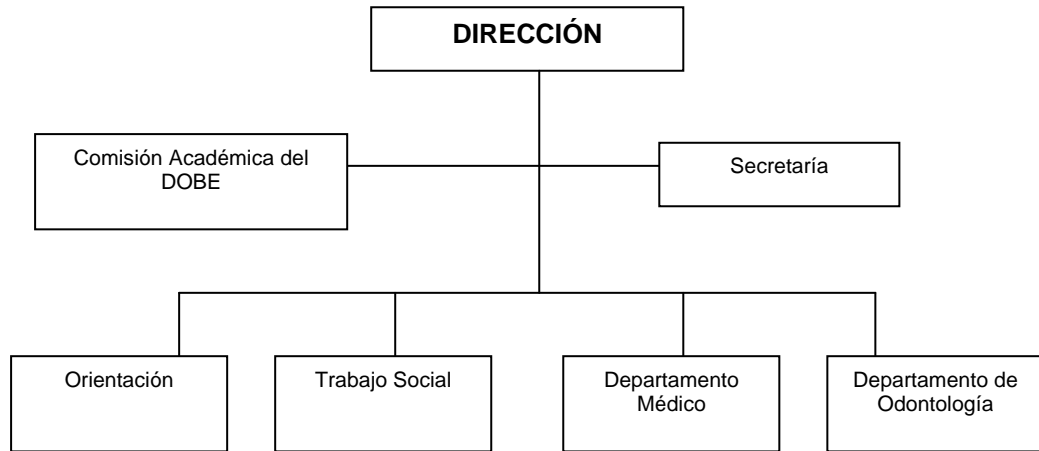 DIRECCIÓN
Comisión Académica del
DOBE
Secretaría
Orientación
Trabajo Social
Departamento
Médico
Departamento de
Odontología